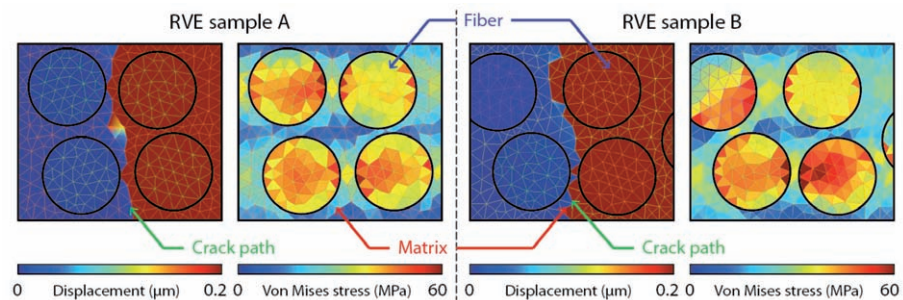 RVE sample A
Fiber
RVE sample B
Crack path
Matrix
Crack path
0 Displacement (μm) 0.2
0 Von Mises stress (MPa) 60
0 Displacement (μm) 0.2
0 Von Mises stress (MPa) 60